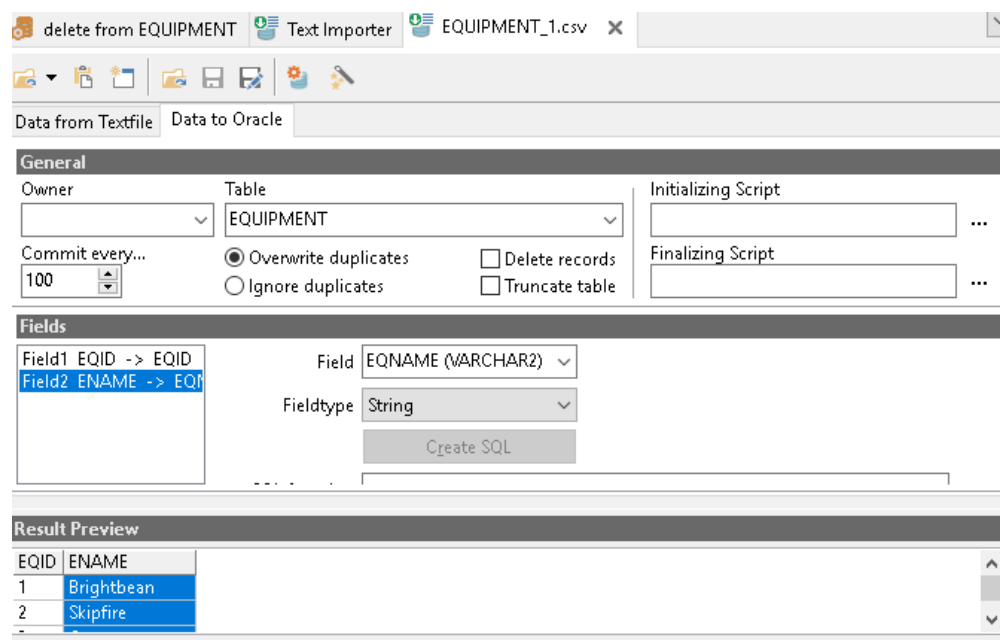 delete from EQUIPMENT Text Importer EQUIPMENT_1.csv
Data from Textfile Data to Oracle
General
Owner Table Initializing Script
EQUIPMENT ...
Commit every... Overwrite duplicates Delete records Finalizing Script
100 Ignore duplicates Truncate table ...
Fields
Field1 EQID -> EQID Field EQNAME (VARCHAR2)
Field2 ENAME -> EQN
Fieldtype String
Create SQL
Result Preview
EQID ENAME
1 Brightbean
2 Skipfire